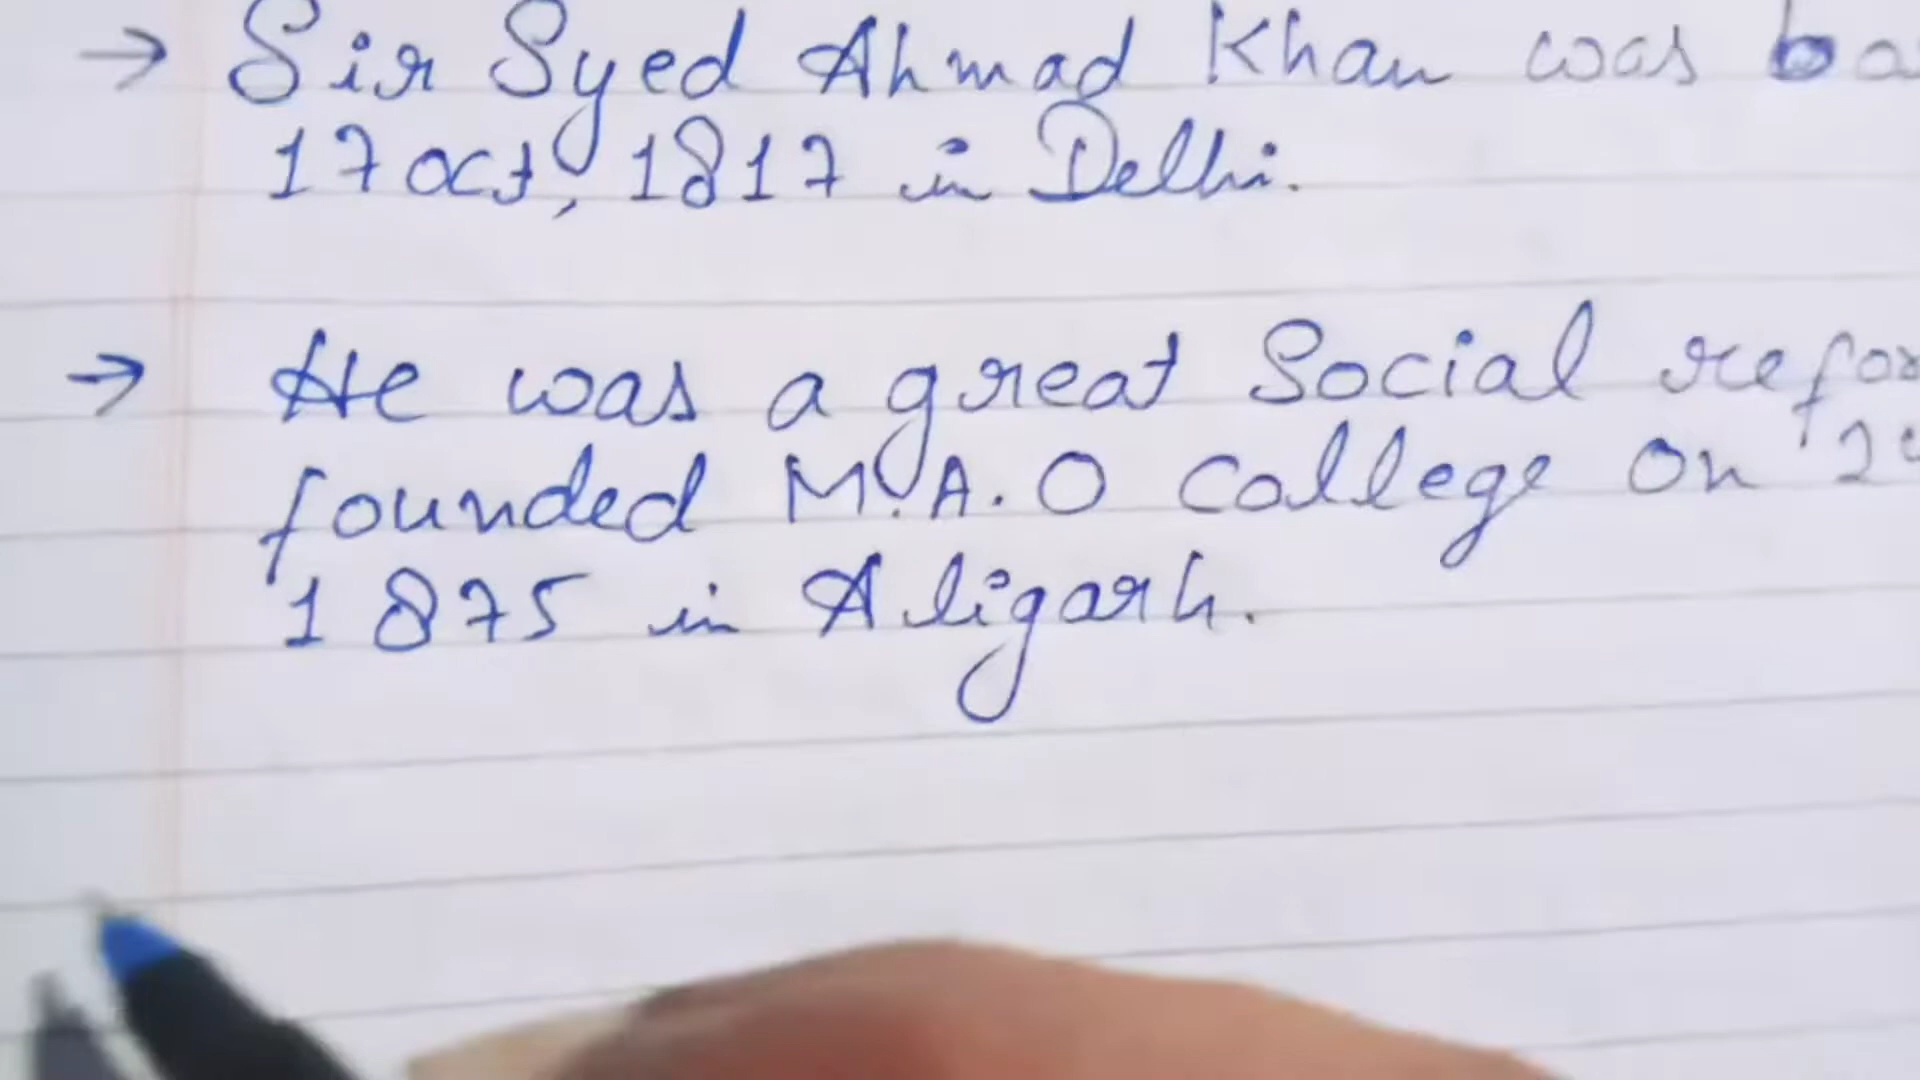 → Sir Syed Ahmad Khan was
17 oct, 1817 in Delhi.
→ He was a great Social
founded M.A.O College on
1875 in Aligarh.